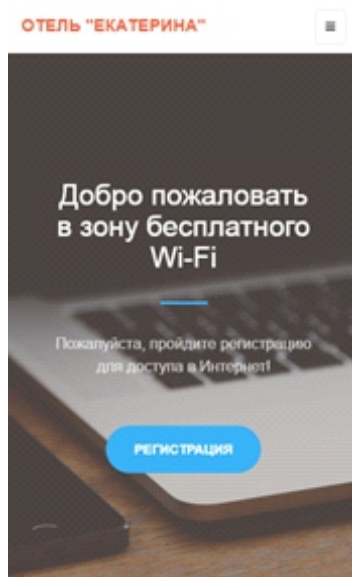 ОТЕЛЬ "ЕКАТЕРИНА"
Добро пожаловать
в зону бесплатного
Wi-Fi
Пожалуйста, пройдите регистрацию
для доступа в Интернет!
РЕГИСТРАЦИЯ